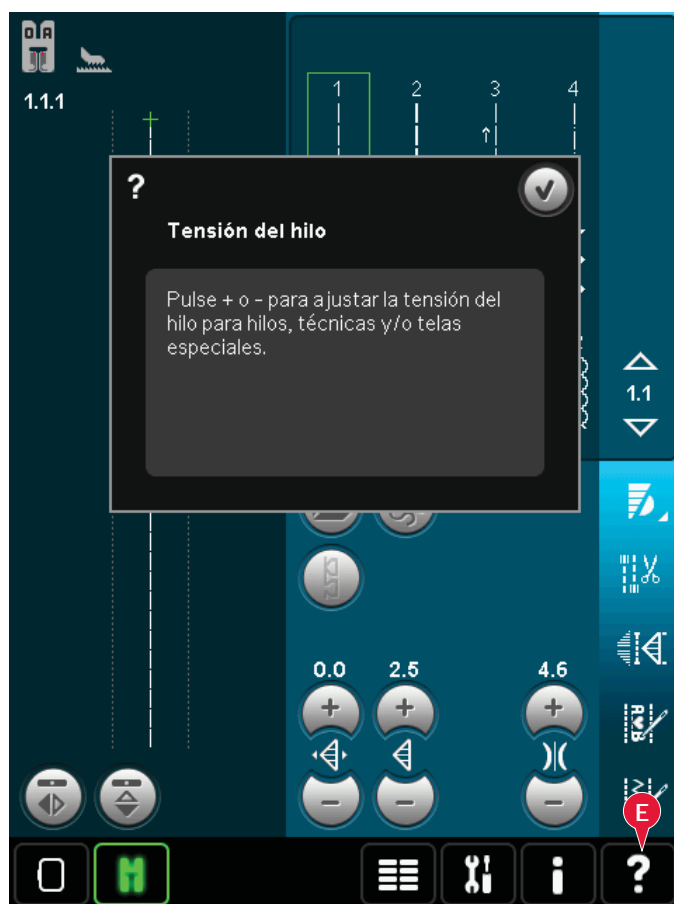 1.1.1
1 2 3 4
?
Tensión del hilo
Pulse + o - para ajustar la tensión del
hilo para hilos, técnicas y/o telas
especiales.
1.1
0.0 2.5 4.6
+ + +
- - -
E
i ?